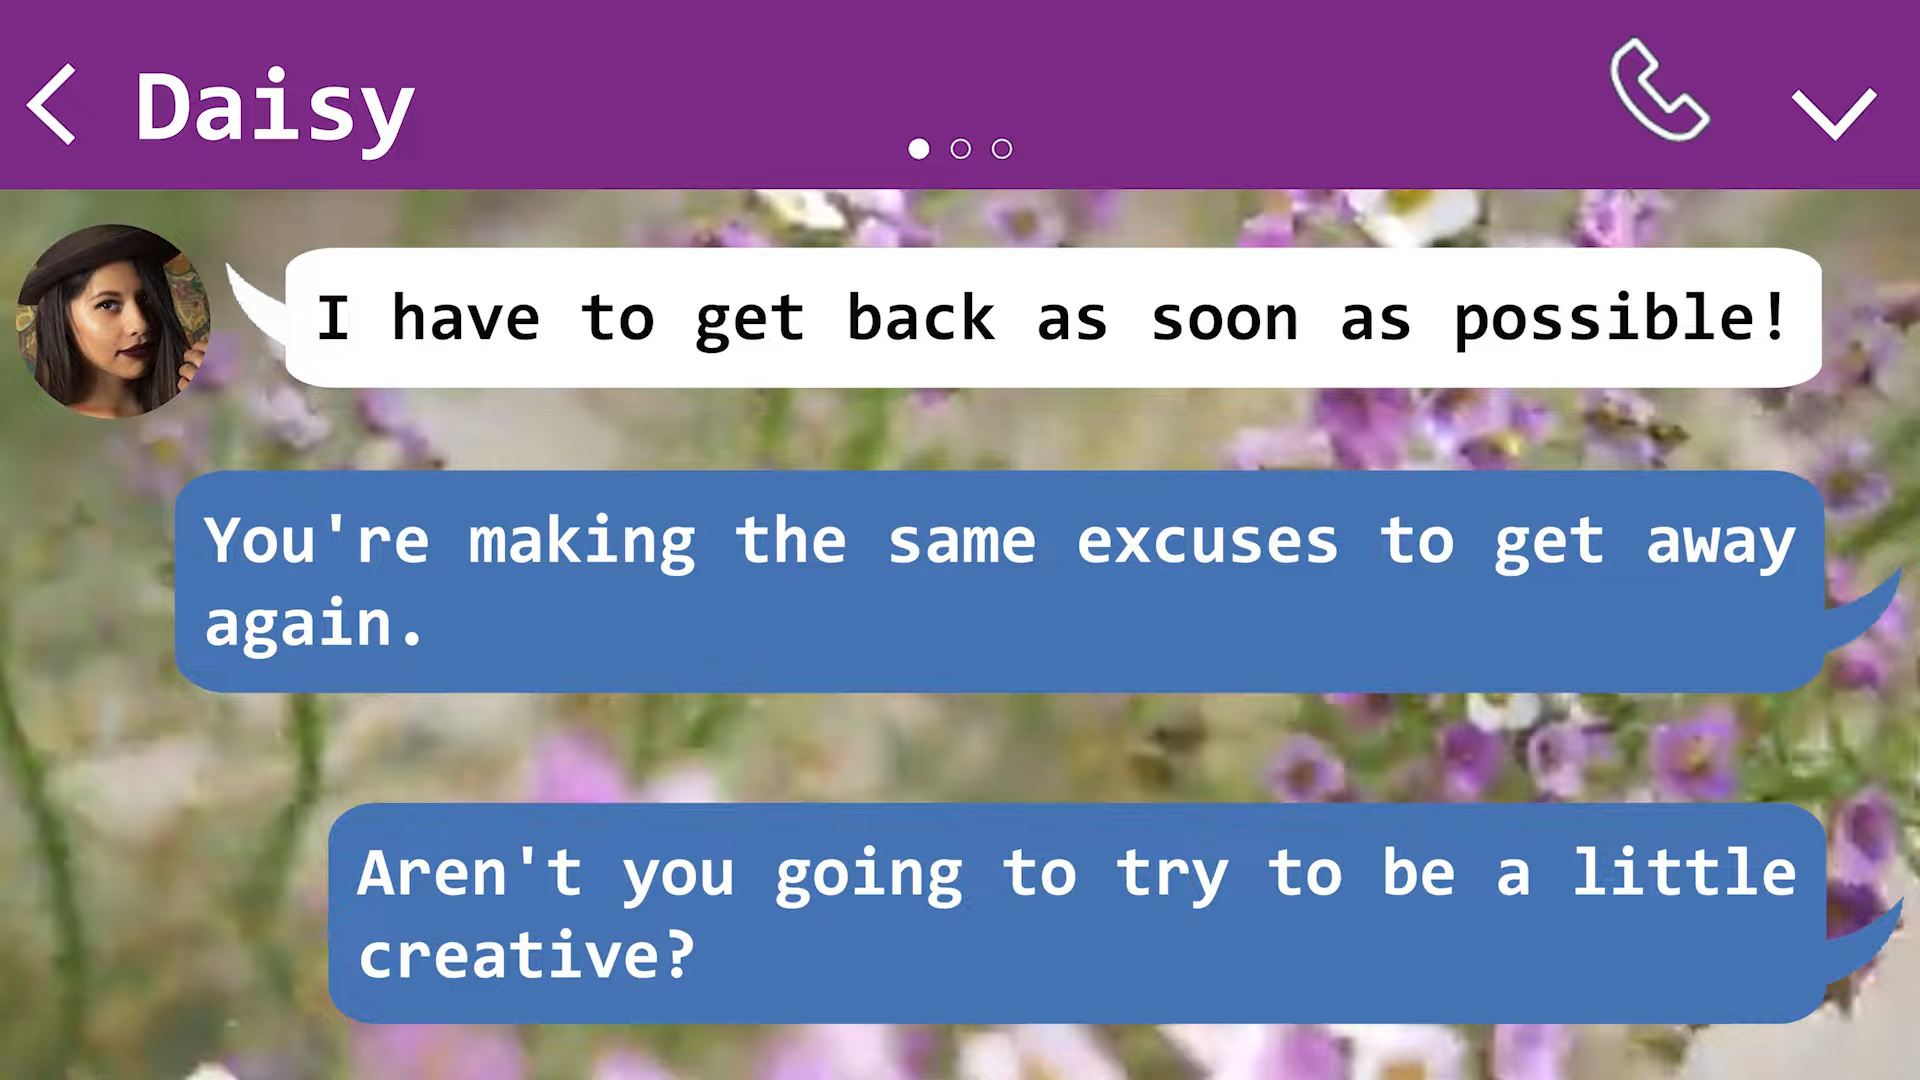 Daisy
I have to get back as soon as possible!
You're making the same excuses to get away
again.
Aren't you going to try to be a little
creative?